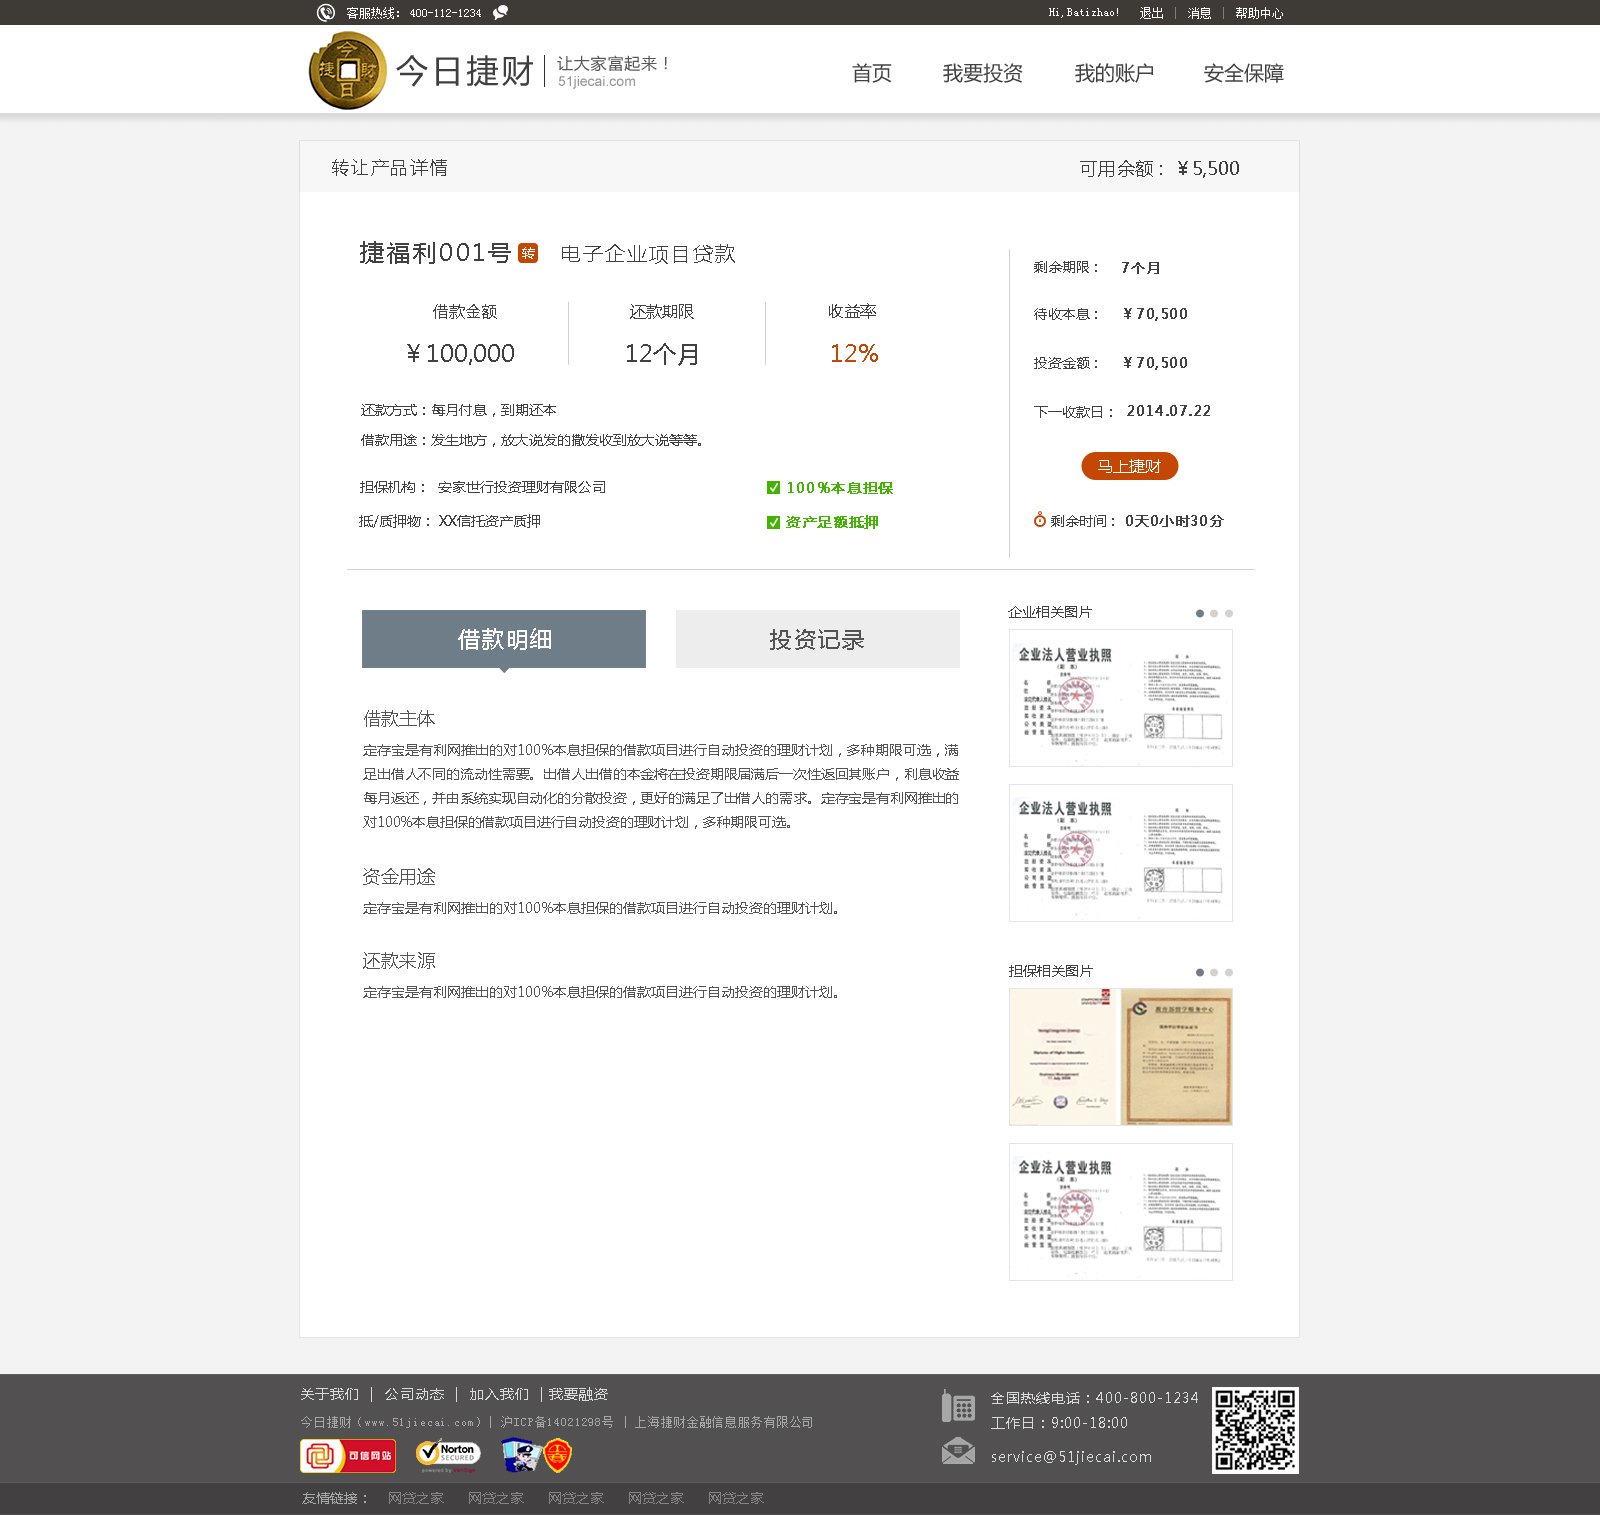 客服热线: 400-112-1234
Hi,Batizhao! 退出 | 消息 | 帮助中心
今日捷财 | 让大家富起来！
51jiecai.com
首页 我要投资 我的账户 安全保障
转让产品详情
可用余额： ¥ 5,500
捷福利001号 转 电子企业项目贷款
借款金额 还款期限 收益率
¥ 100,000 12个月 12%
还款方式：每月付息，到期还本
借款用途：发生地方，放大说发的撒发收到放大说等等。
担保机构： 安家世行投资理财有限公司
抵/质押物： XX信托资产质押
100%本息担保
资产足额抵押
剩余期限： 7个月
待收本息： ¥ 70,500
投资金额： ¥ 70,500
下一收款日： 2014.07.22
马上捷财
剩余时间： 0天0小时30分
借款明细 投资记录
借款主体
定存宝是有利网推出的对100%本息担保的借款项目进行自动投资的理财计划，多种期限可选，满
足出借人不同的流动性需要。出借人出借的本金将在投资期限届满后一次性返回其账户，利息收益
每月返还，并由系统实现自动化的分散投资，更好的满足了出借人的需求。定存宝是有利网推出的
对100%本息担保的借款项目进行自动投资的理财计划，多种期限可选。
资金用途
定存宝是有利网推出的对100%本息担保的借款项目进行自动投资的理财计划。
还款来源
定存宝是有利网推出的对100%本息担保的借款项目进行自动投资的理财计划。
企业相关图片
企业法人营业执照
（副 本）
企业法人营业执照
（副 本）
担保相关图片
Diploma of Higher Education
Business Management
11 July 2008
企业法人营业执照
（副 本）
关于我们 | 公司动态 | 加入我们 | 我要融资
今日捷财（www.51jiecai.com）| 沪ICP备14021298号 | 上海捷财金融信息服务有限公司
可信网站
Norton
SECURED
powered by VeriSign
全国热线电话：400-800-1234
工作日：9:00-18:00
service@51jiecai.com
友情链接： 网贷之家 网贷之家 网贷之家 网贷之家 网贷之家